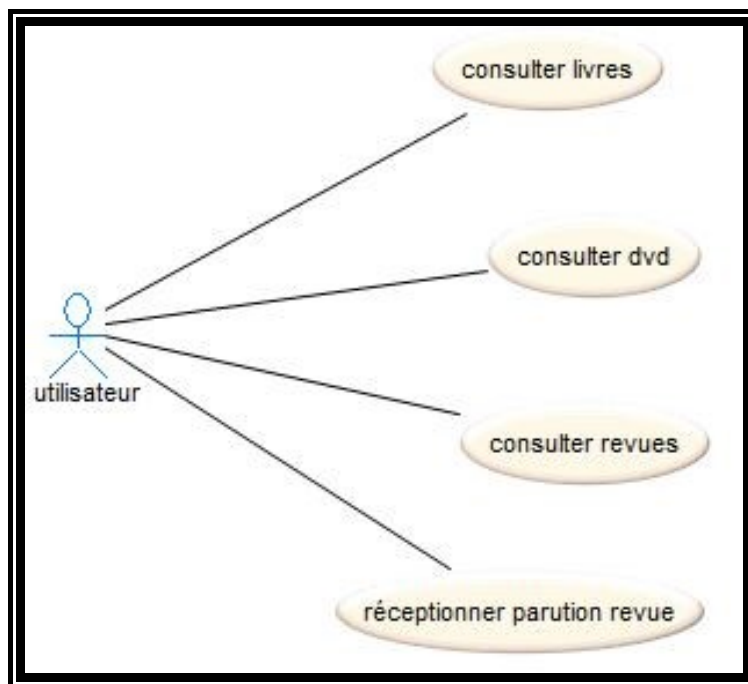 consulter livres
consulter dvd
utilisateur
consulter revues
réceptionner parution revue